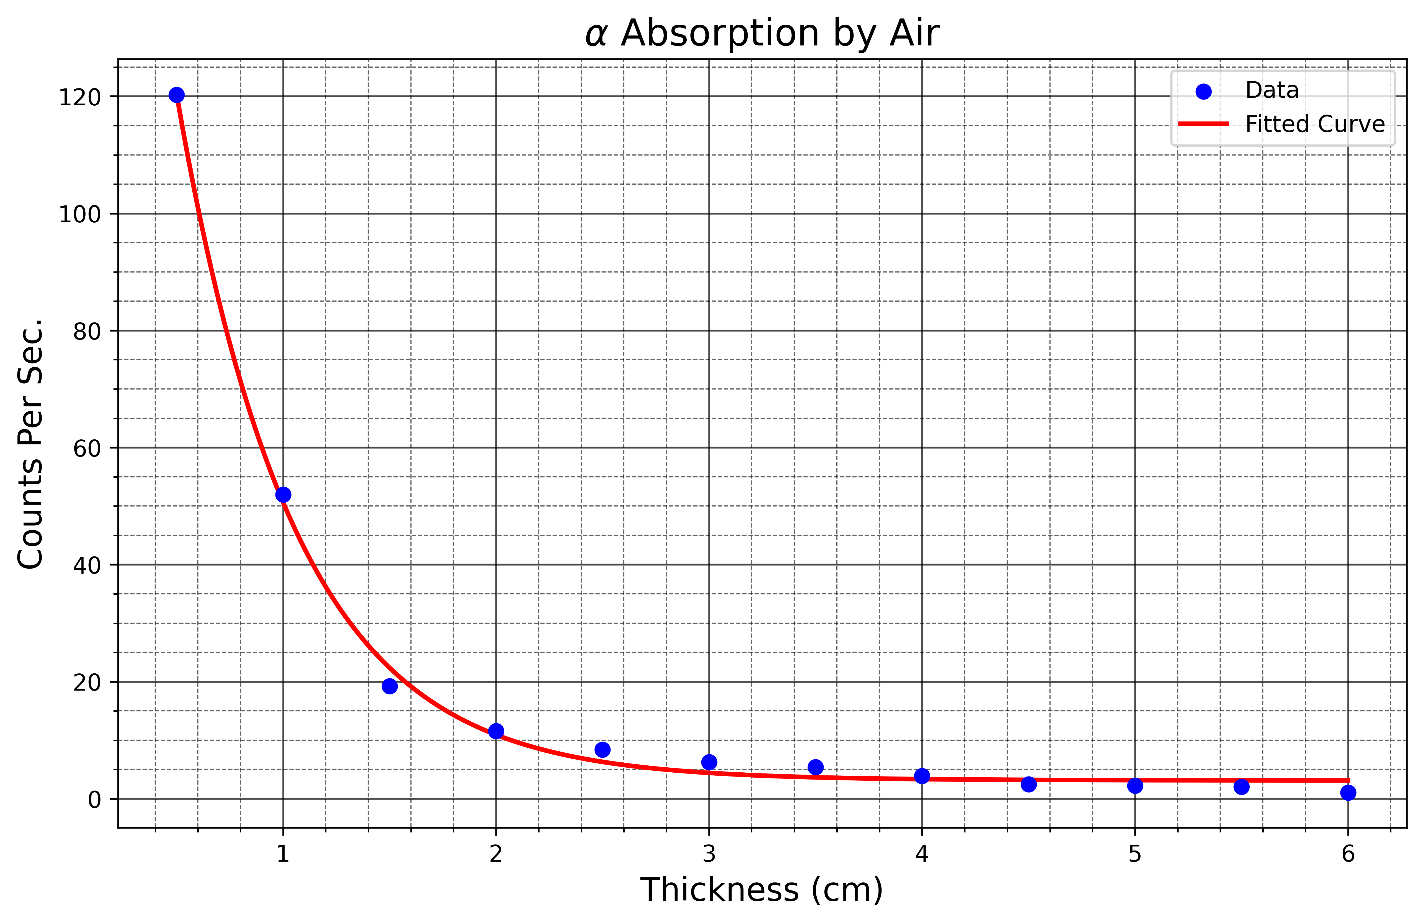 α Absorption by Air
Data
Fitted Curve
Counts Per Sec.
120
100
80
60
40
20
0
1 2 3 4 5 6
Thickness (cm)